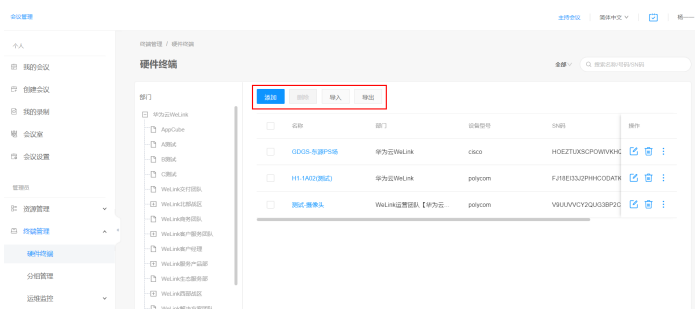 会议管理
主持会议 简体中文 杨
个人
我的会议
创建会议
我的录制
会议室
会议设置
管理员
资源管理
终端管理
硬件终端
分组管理
运维监控
终端管理 / 硬件终端
硬件终端
全部 搜索名称/号码/SN码
部门
华为云WeLink
AppCube
A测试
B测试
C测试
WeLink交付团队
WeLink北部战区
WeLink商务团队
WeLink客户服务团队
WeLink客户经理
WeLink服务产品部
WeLink生态服务部
WeLink西部战区
添加 删除 导入 导出
名称 部门 设备型号 SN码 操作
华为云WeLink cisco HOEZTUXSCPOWIVKHC
H1.1A02(测试) 华为云WeLink polycom FJ18EI33J2PHHCODATK
测试-摄像头 WeLink运营团队【华为云... polycom V9UUVVCY2QUG3BP2C